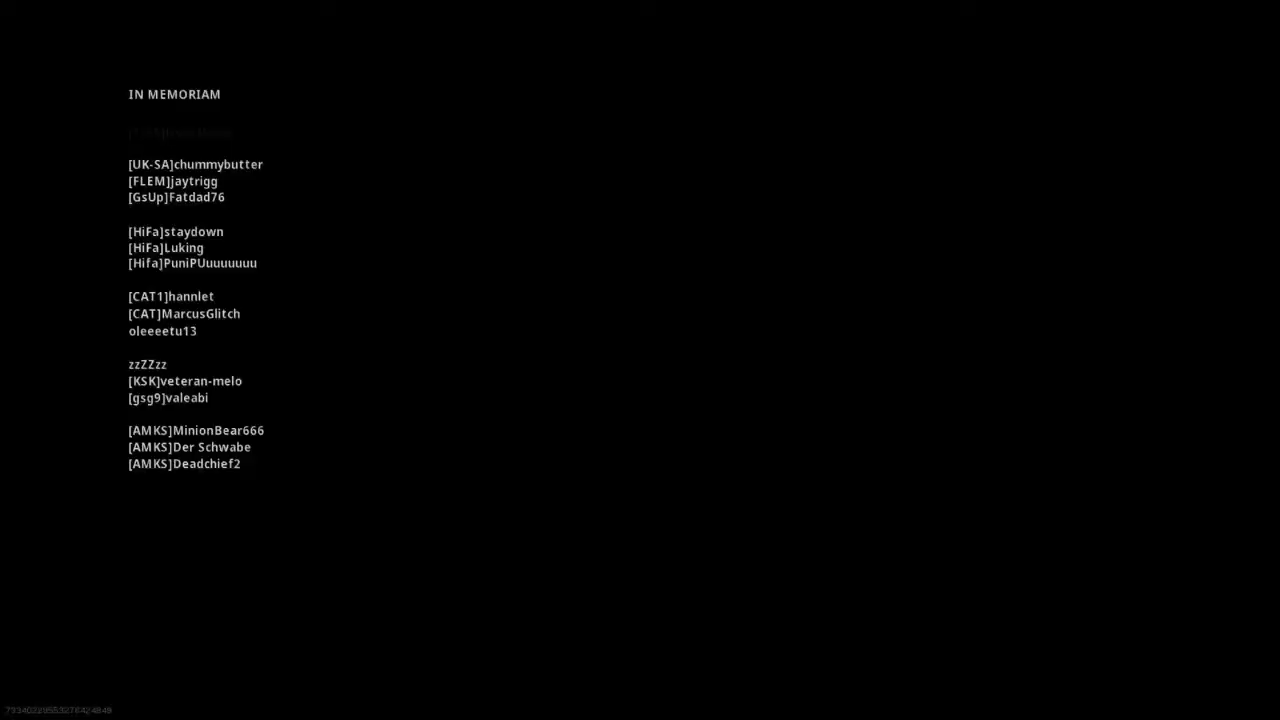 IN MEMORIAM
[UK-SA]chummybutter
[FLEM]jaytrigg
[GsUp]Fatdad76
[HiFa]staydown
[HiFa]Luking
[Hifa]PuniPUuuuuuuu
[CAT1]hannlet
[CAT]MarcusGlitch
oleeeetu13
zzZZzz
[KSK]veteran-melo
[gsg9]valeabi
[AMKS]MinionBear666
[AMKS]Der Schwabe
[AMKS]Deadchief2